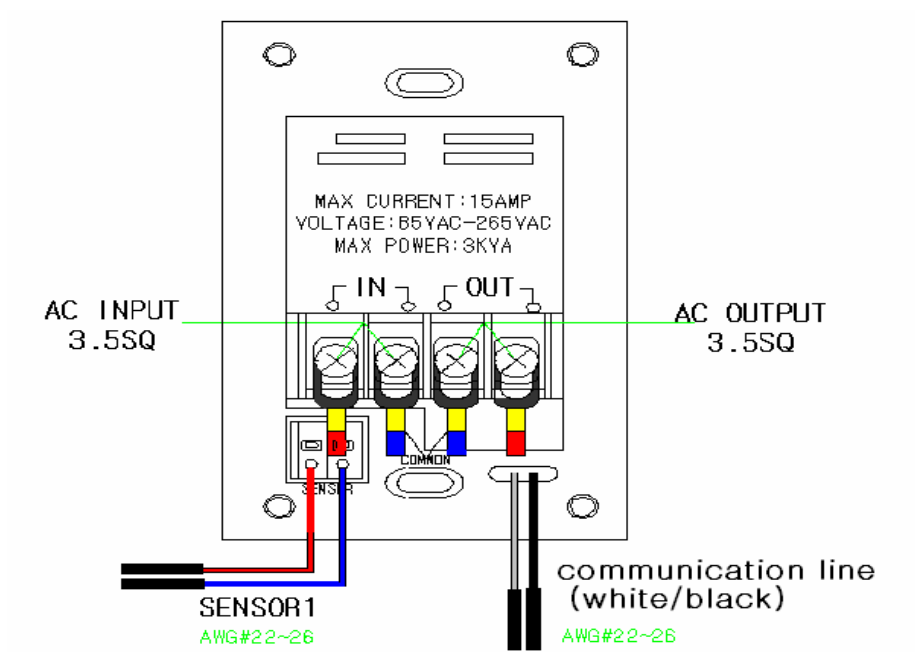 MAX CURRENT:15AMP
VOLTAGE:85VAC-265VAC
MAX POWER:3KVA
IN
OUT
AC INPUT
3.5SQ
AC OUTPUT
3.5SQ
COMMON
SENSOR
SENSOR1
AWG#22~26
communication line
(white/black)
AWG#22~26